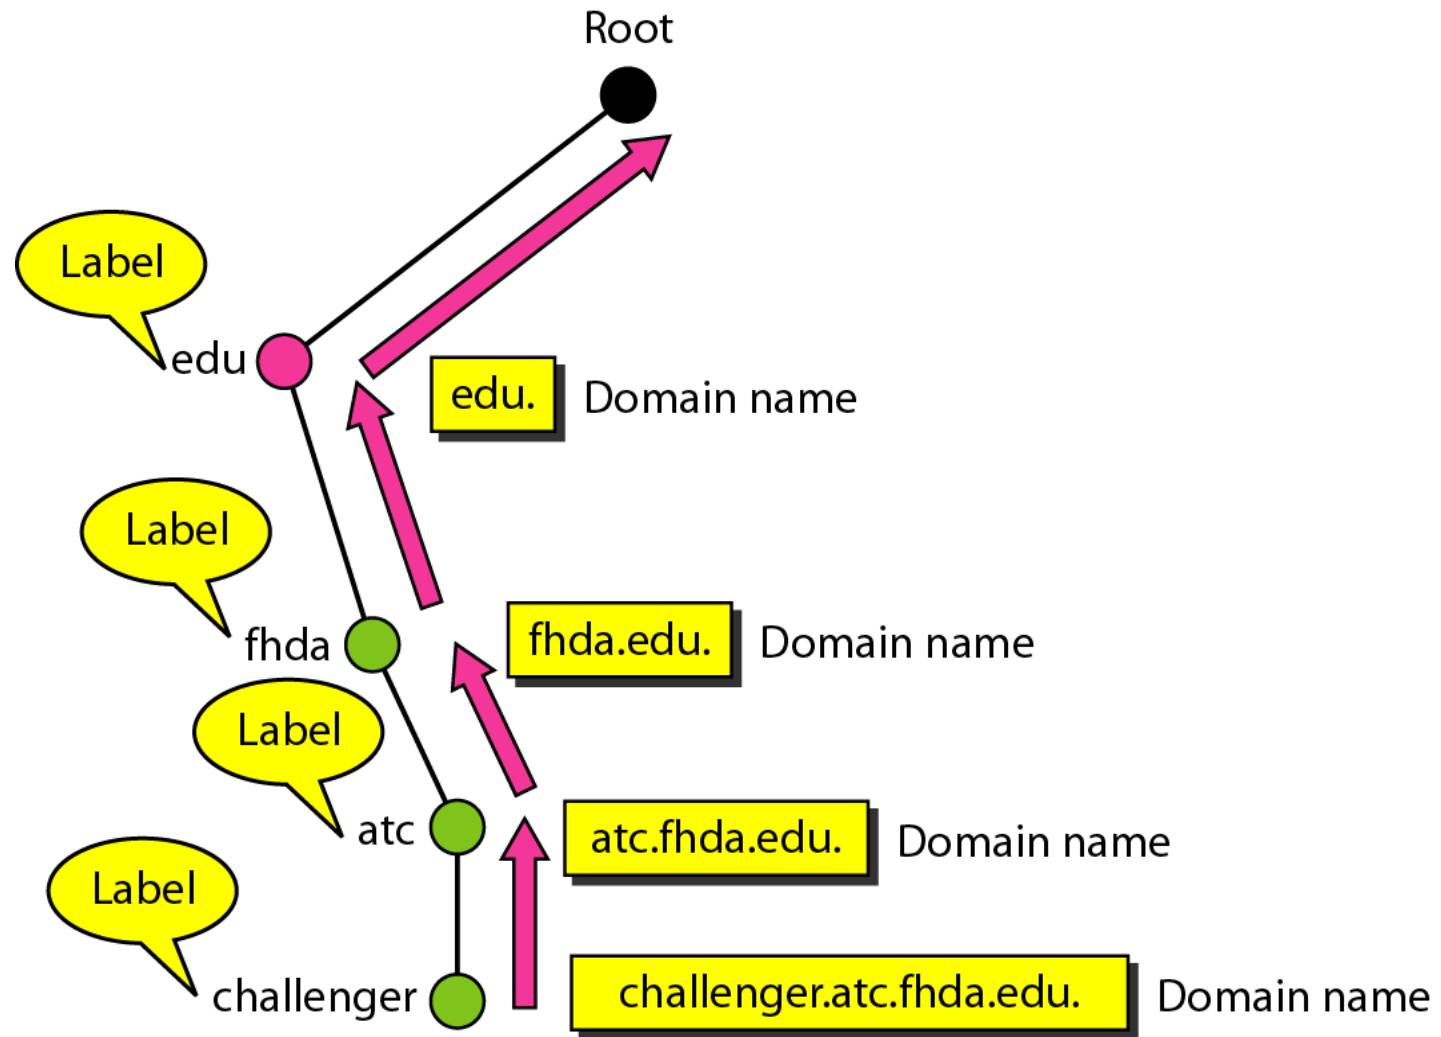 Root
Label
edu
edu.
Domain name
Label
fhda
fhda.edu.
Domain name
Label
atc
atc.fhda.edu.
Domain name
Label
challenger
challenger.atc.fhda.edu.
Domain name